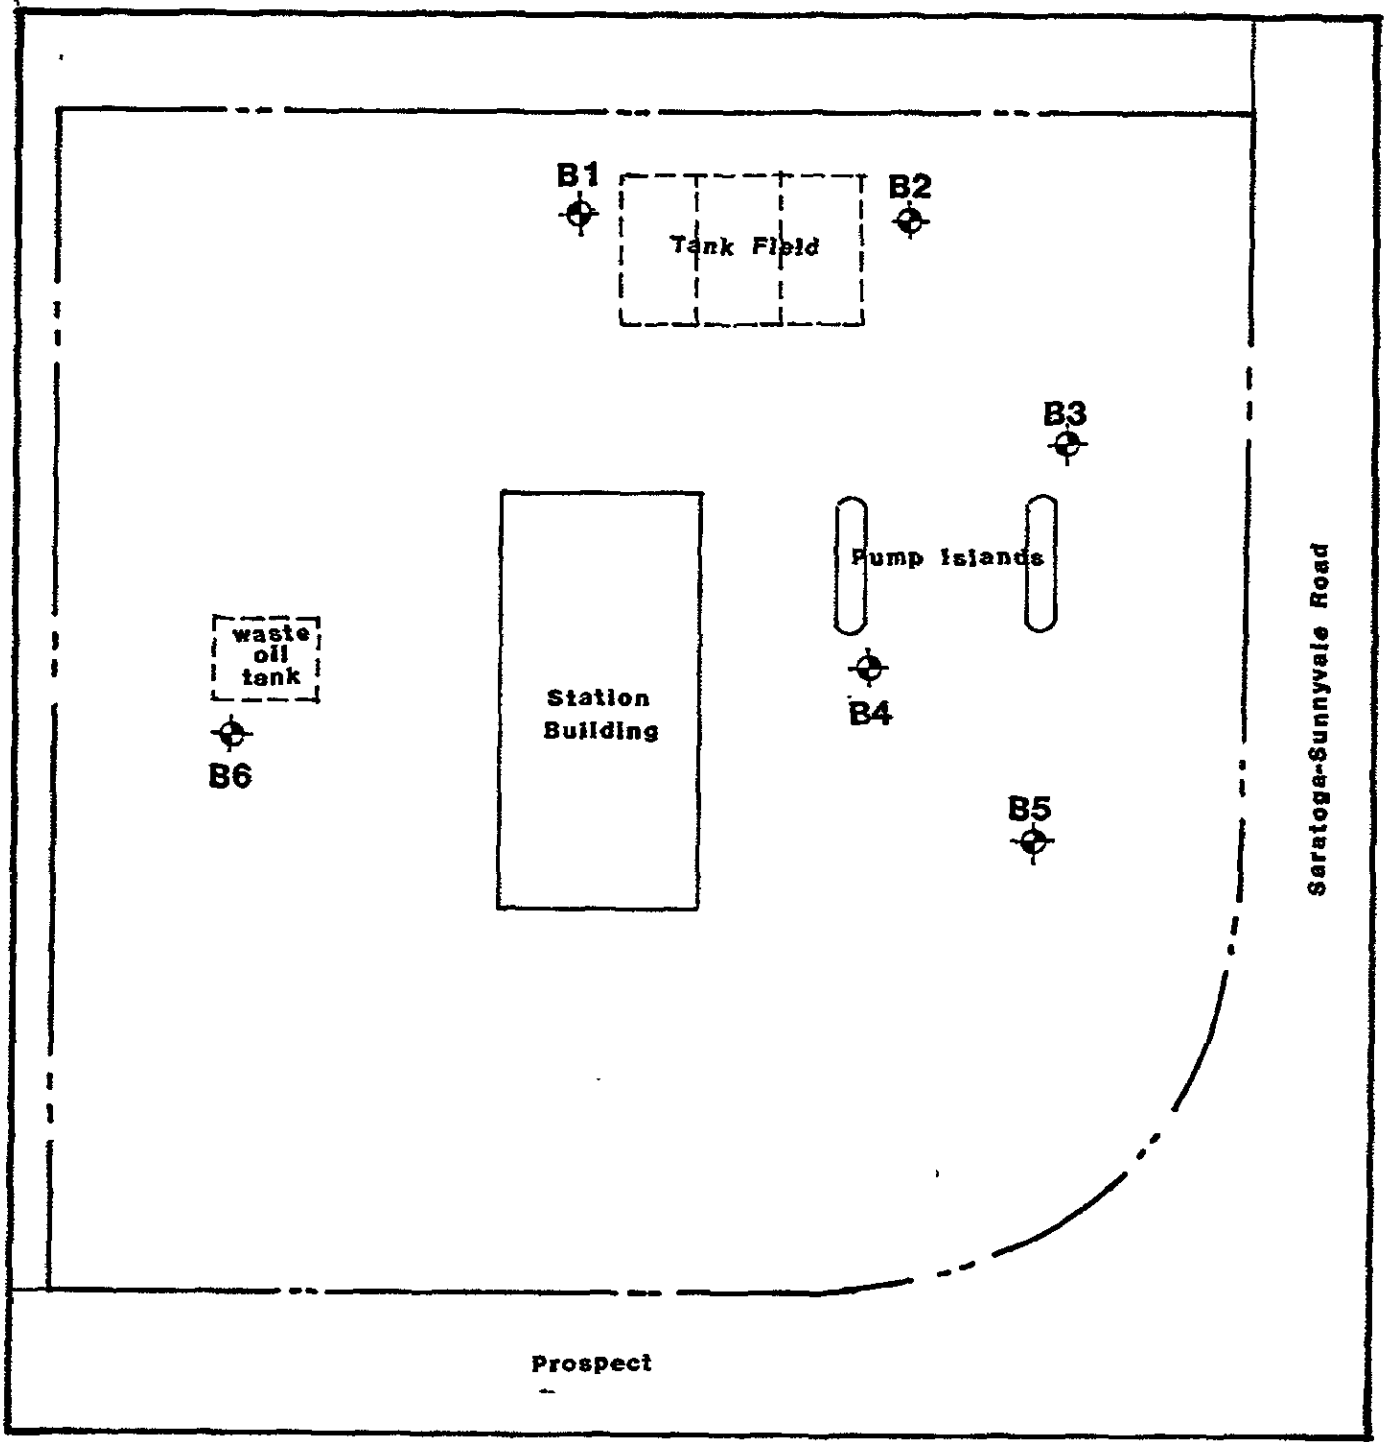 B1
B2
Tank Field
B3
Pump Islands
waste
oil
tank
B4
Station
Building
B6
B5
Saratoga-Sunnyvale Road
Prospect